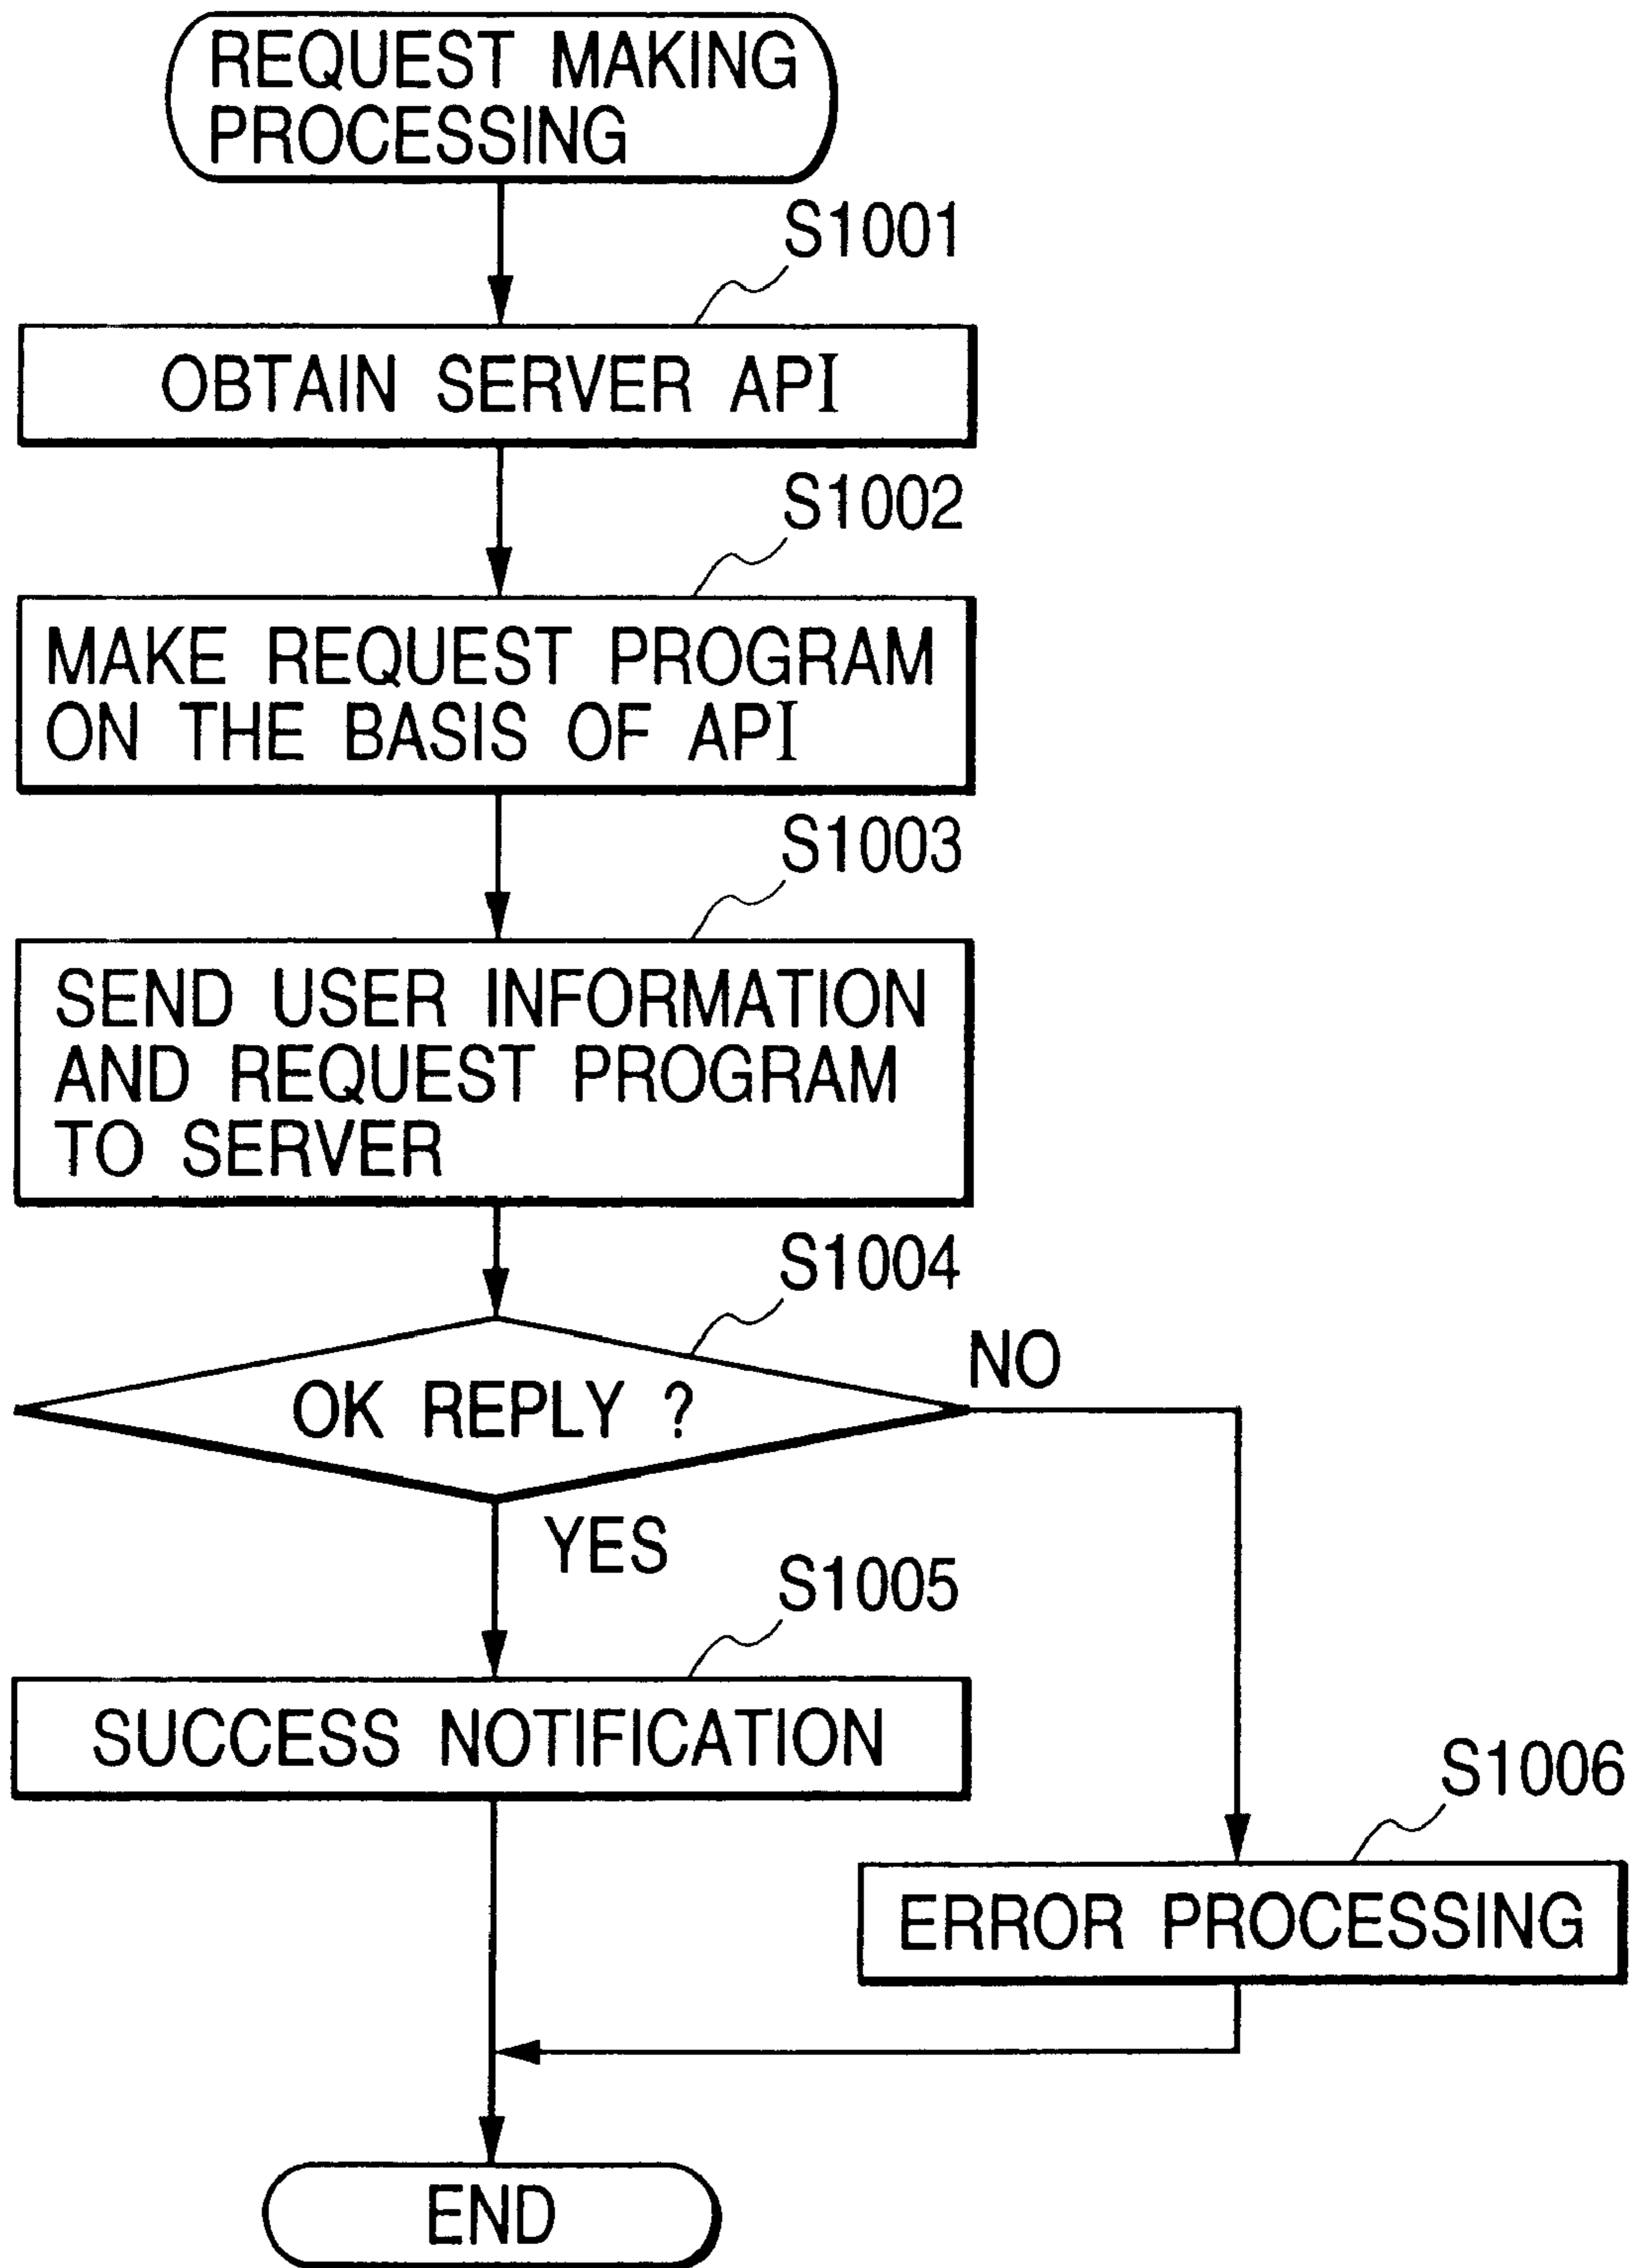 REQUEST MAKING
PROCESSING
S1001
OBTAIN SERVER API
S1002
MAKE REQUEST PROGRAM
ON THE BASIS OF API
S1003
SEND USER INFORMATION
AND REQUEST PROGRAM
TO SERVER
S1004
OK REPLY ?
NO
YES
S1005
SUCCESS NOTIFICATION
S1006
ERROR PROCESSING
END